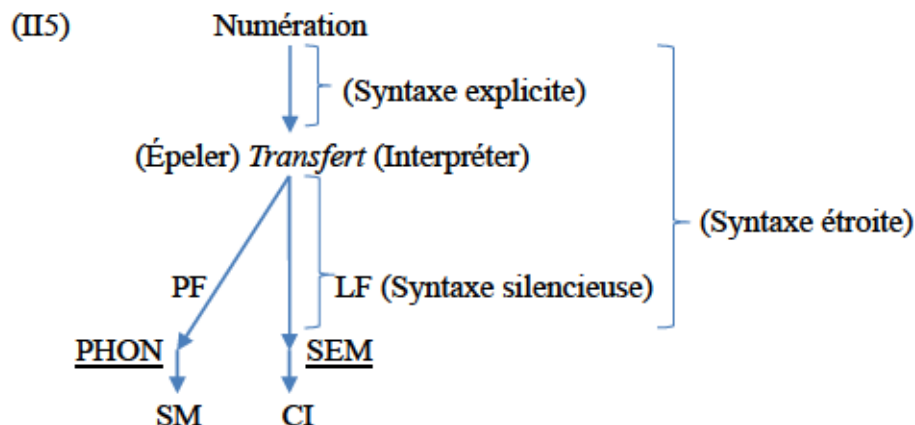 (II5) Numération
(Syntaxe explicite)
(Épeler) Transfert (Interpréter)
(Syntaxe étroite)
PF LF (Syntaxe silencieuse)
PHON SEM
SM CI